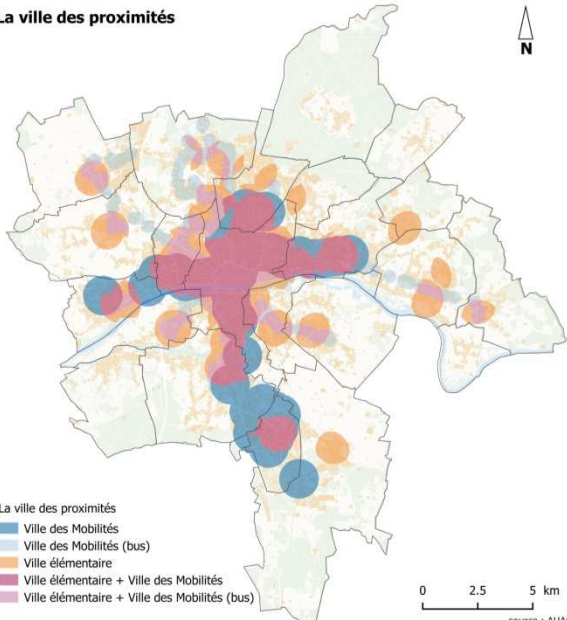 La ville des proximités
N
La ville des proximités
Ville des Mobilités
Ville des Mobilités (bus)
Ville élémentaire
Ville élémentaire + Ville des Mobilités
Ville élémentaire + Ville des Mobilités (bus)
0 2.5 5 km
source :